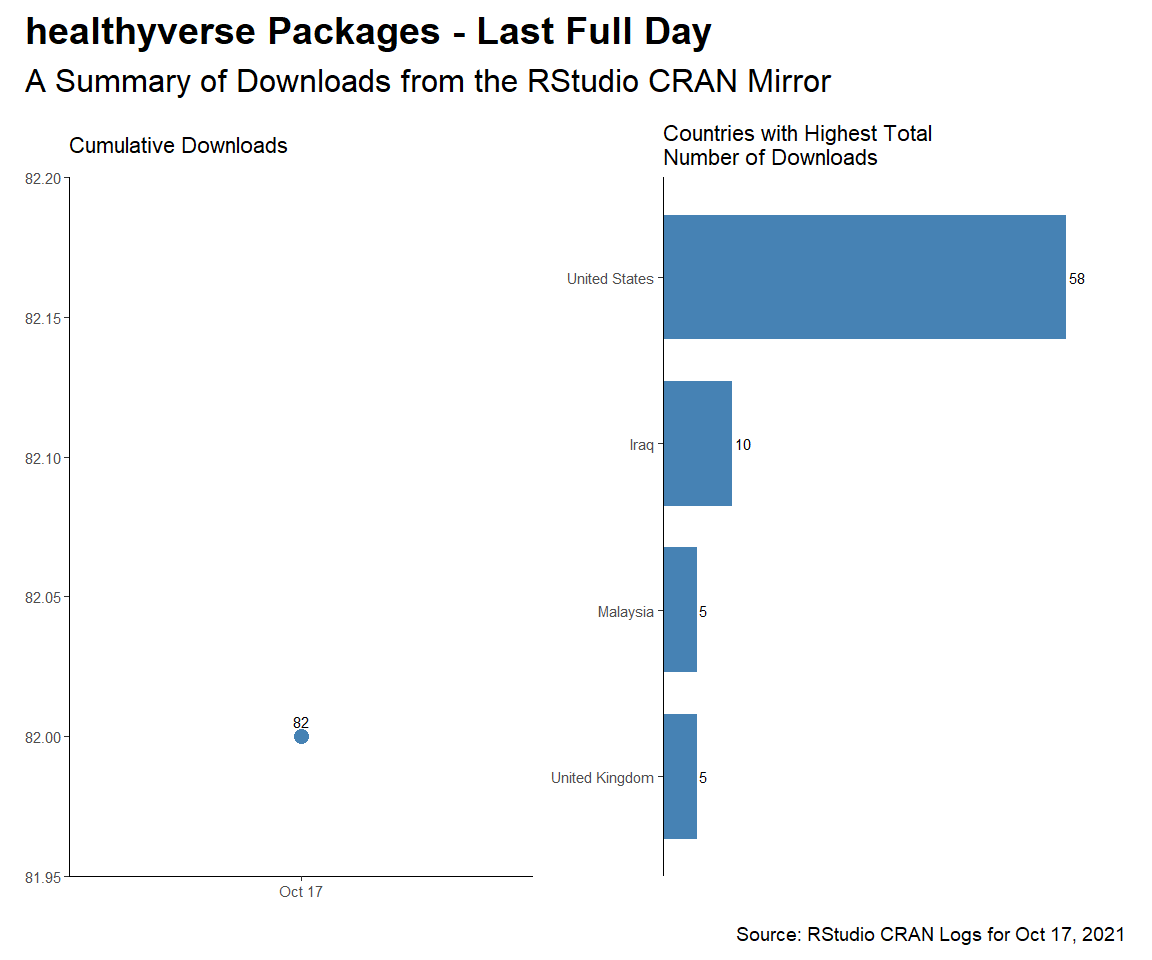 healthyverse Packages - Last Full Day
A Summary of Downloads from the RStudio CRAN Mirror
Cumulative Downloads
82.20
82.15
82.10
82.05
82.00
81.95
82
Oct 17
Countries with Highest Total
Number of Downloads
United States
58
Iraq
10
Malaysia
5
United Kingdom
5
Source: RStudio CRAN Logs for Oct 17, 2021